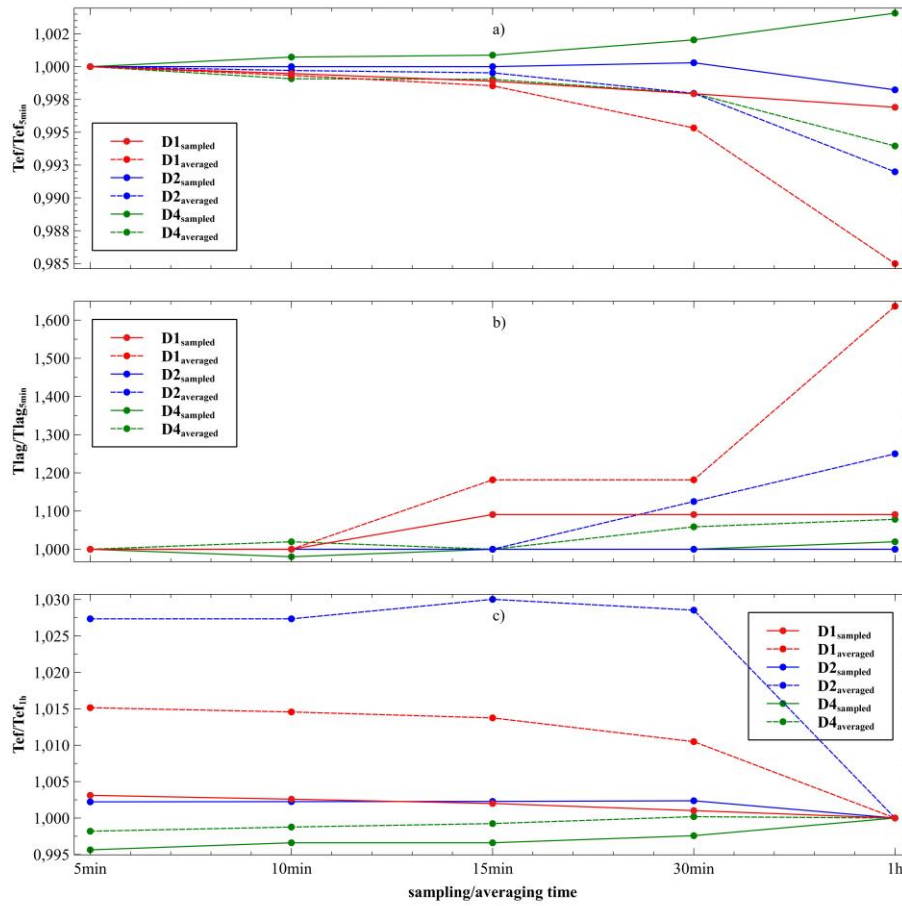 a)
1,002
1,000
0,998
0,995
0,993
0,990
0,988
0,985
Tef/Tef5min
D1sampled
D1averaged
D2sampled
D2averaged
D4sampled
D4averaged
b)
1,600
1,500
1,400
1,300
1,200
1,100
1,000
Tlag/Tlag5min
D1sampled
D1averaged
D2sampled
D2averaged
D4sampled
D4averaged
c)
1,030
1,025
1,015
1,010
1,005
1,000
0,995
Tef/Tef1h
D1sampled
D1averaged
D2sampled
D2averaged
D4sampled
D4averaged
5min 10min 15min 30min 1h
sampling/averaging time